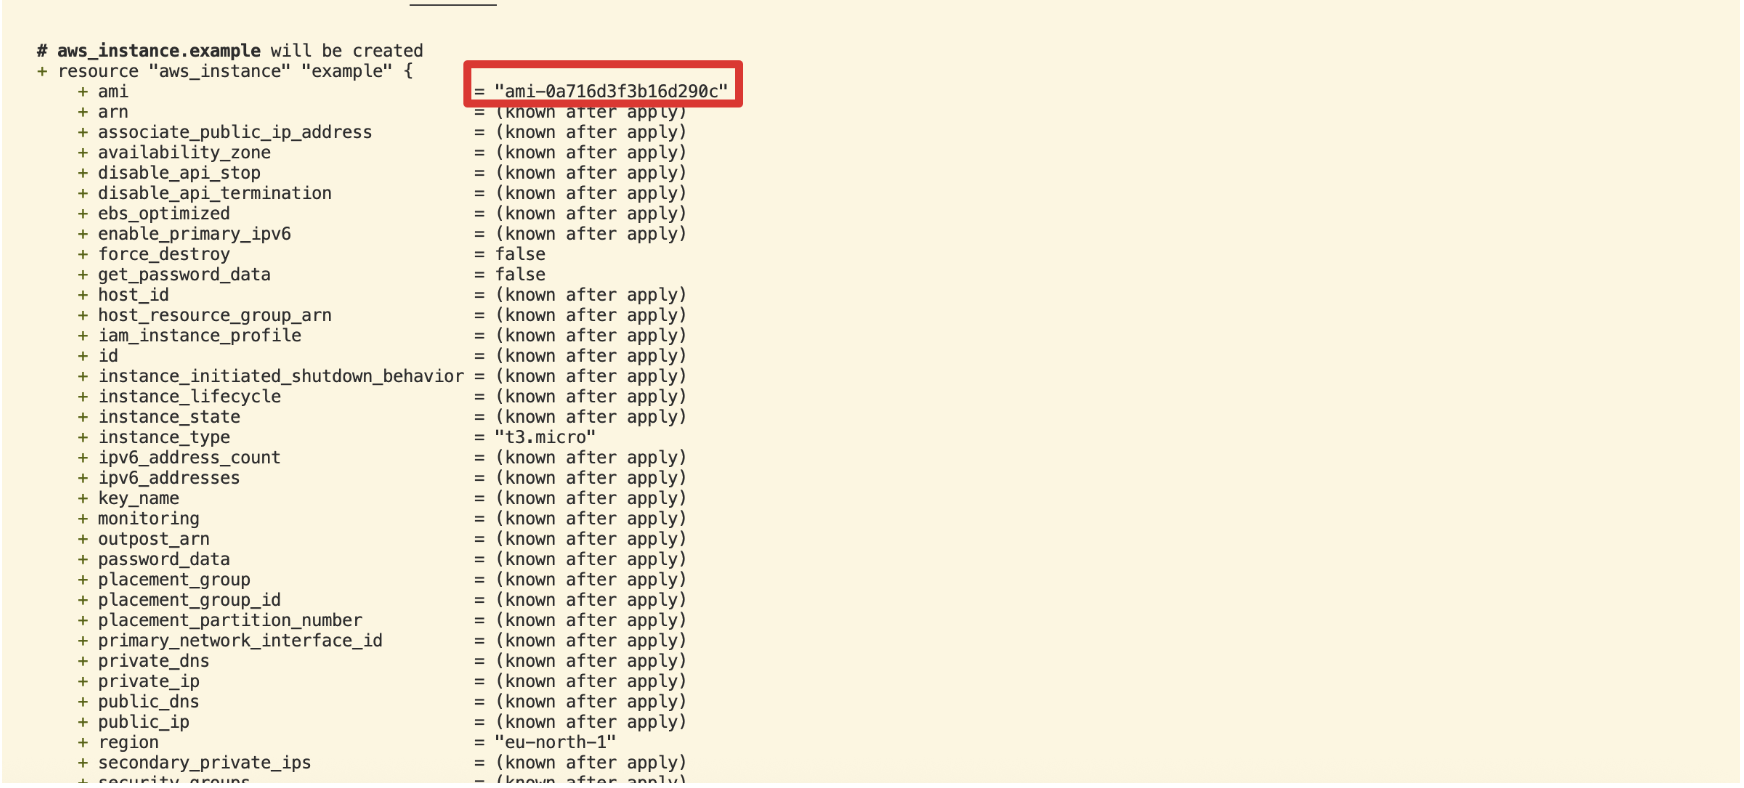 # aws_instance.example will be created
+ resource "aws_instance" "example" {
+ ami = "ami-0a716d3f3b16d290c"
+ arn = (known after apply)
+ associate_public_ip_address = (known after apply)
+ availability_zone = (known after apply)
+ disable_api_stop = (known after apply)
+ disable_api_termination = (known after apply)
+ ebs_optimized = (known after apply)
+ enable_primary_ipv6 = (known after apply)
+ force_destroy = false
+ get_password_data = false
+ host_id = (known after apply)
+ host_resource_group_arn = (known after apply)
+ iam_instance_profile = (known after apply)
+ id = (known after apply)
+ instance_initiated_shutdown_behavior = (known after apply)
+ instance_lifecycle = (known after apply)
+ instance_state = (known after apply)
+ instance_type = "t3.micro"
+ ipv6_address_count = (known after apply)
+ ipv6_addresses = (known after apply)
+ key_name = (known after apply)
+ monitoring = (known after apply)
+ outpost_arn = (known after apply)
+ password_data = (known after apply)
+ placement_group = (known after apply)
+ placement_group_id = (known after apply)
+ placement_partition_number = (known after apply)
+ primary_network_interface_id = (known after apply)
+ private_dns = (known after apply)
+ private_ip = (known after apply)
+ public_dns = (known after apply)
+ public_ip = (known after apply)
+ region = "eu-north-1"
+ secondary_private_ips = (known after apply)
+ security_groups = (known after apply)